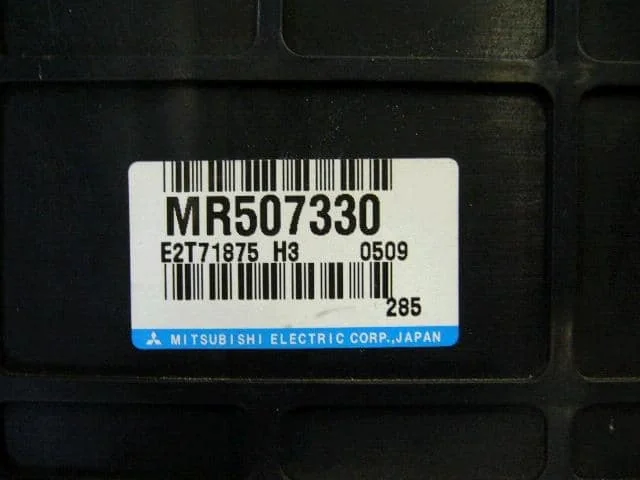 MR507330
E2T71875 H3 0509
285
MITSUBISHI ELECTRIC CORP.,JAPAN